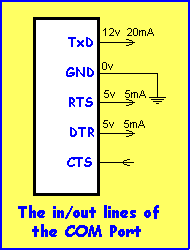 TxD 12v 20mA
GND 0v
RTS 5v 5mA
DTR 5v 5mA
CTS
The in/out lines of
the COM Port